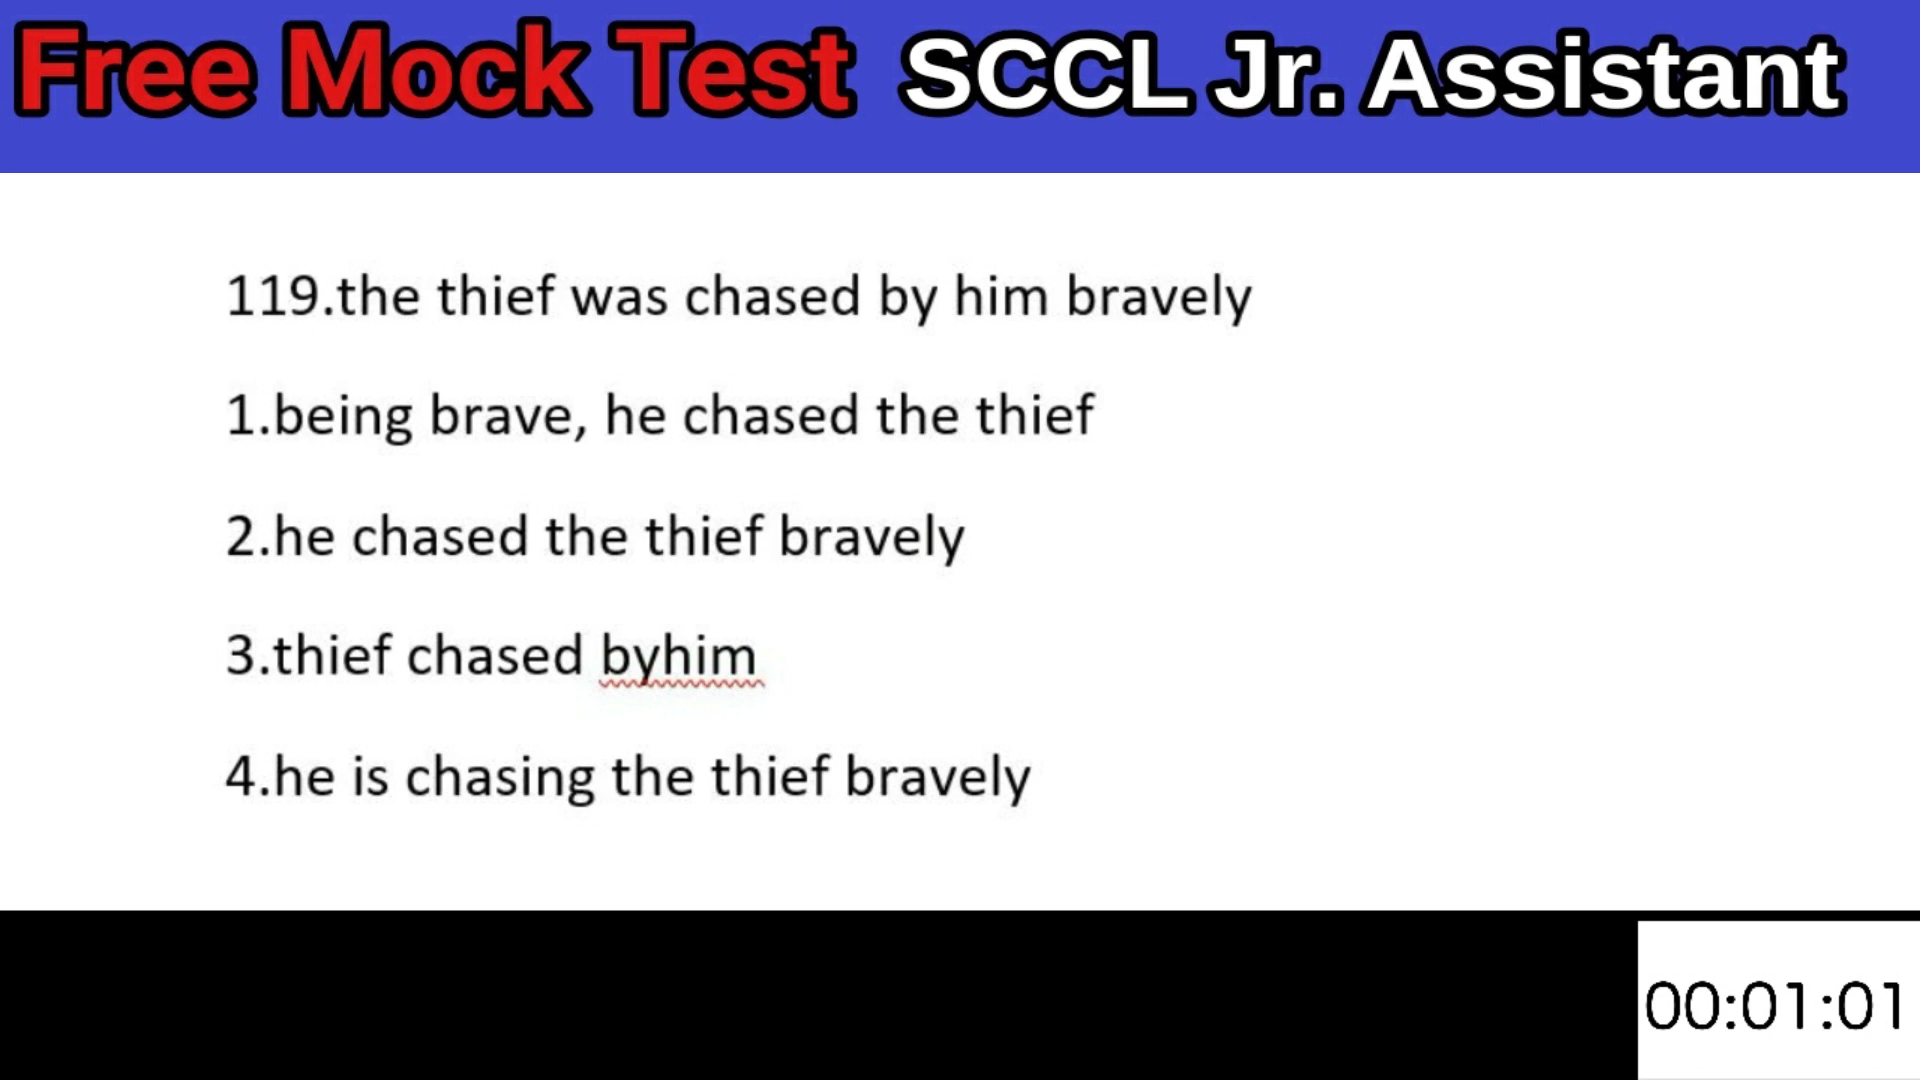 Free Mock Test SCCL Jr. Assistant
119.the thief was chased by him bravely
1.being brave, he chased the thief
2.he chased the thief bravely
3.thief chased byhim
4.he is chasing the thief bravely
00:01:01